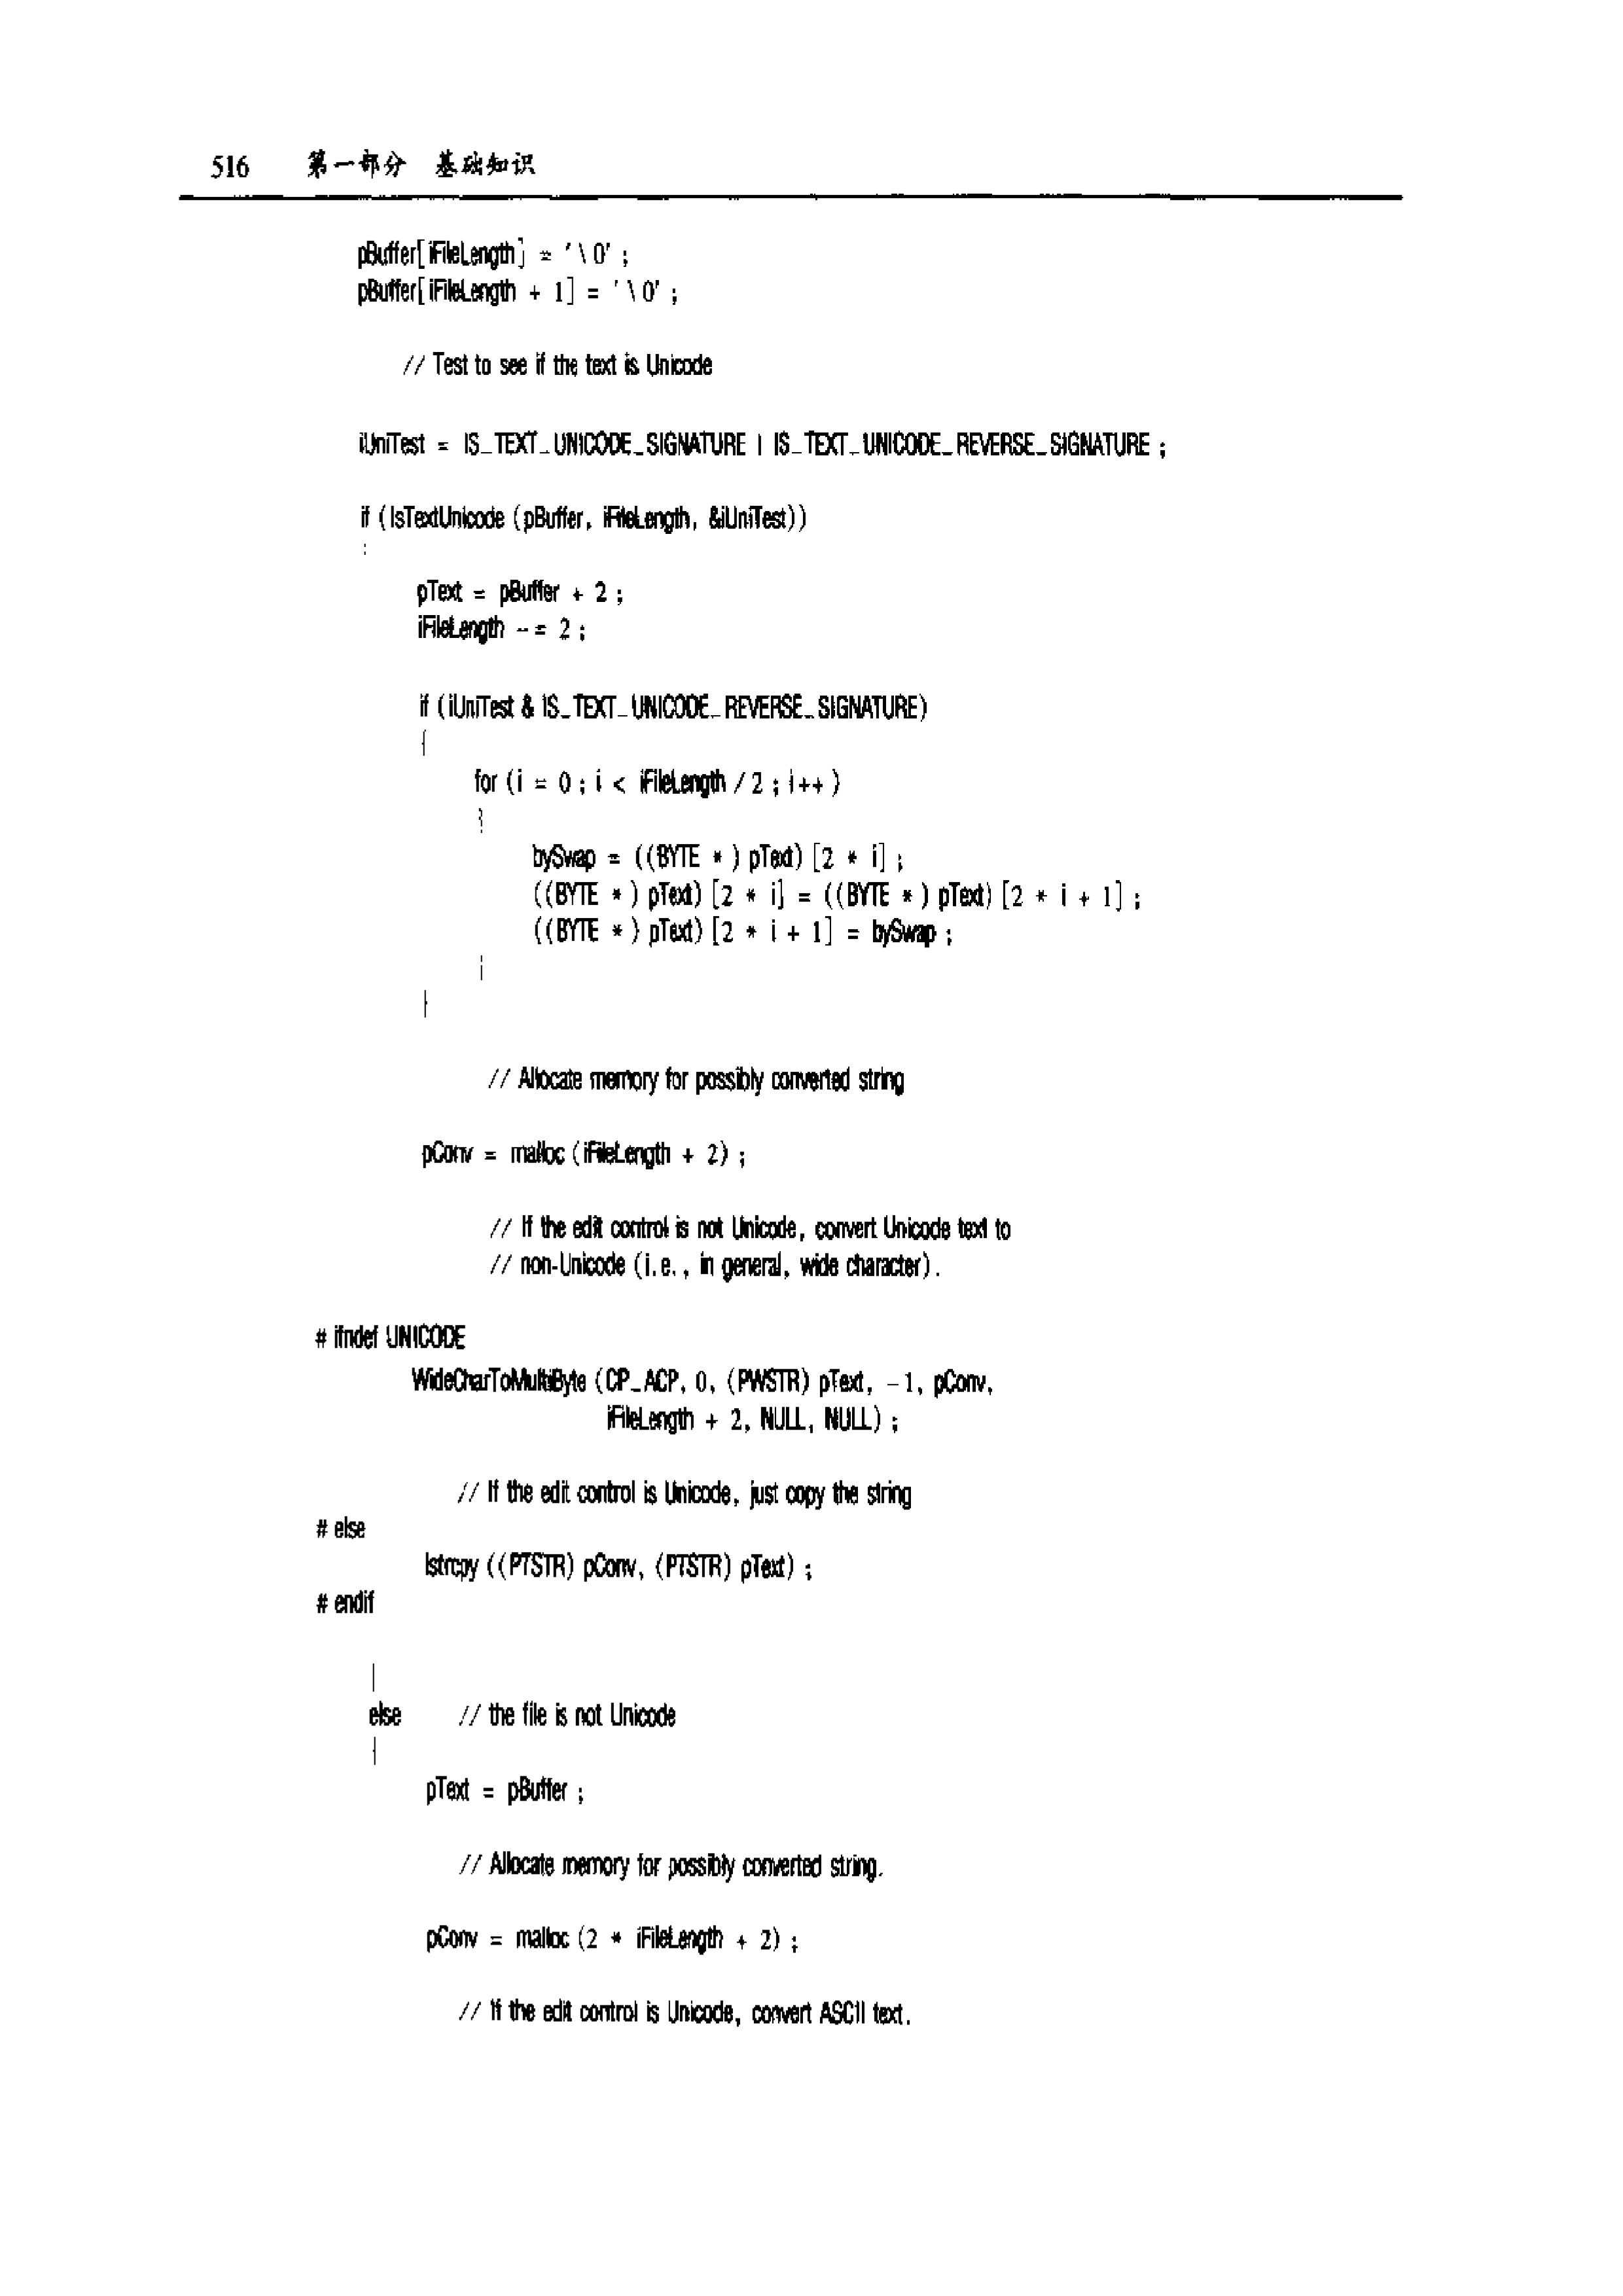 516 第一部分 基础知识
pBuffer[iFileLength] = '\0' ;
pBuffer[iFileLength + 1] = '\0' ;
// Test to see if the text is Unicode
iUniTest = IS_TEXT_UNICODE_SIGNATURE | IS_TEXT_UNICODE_REVERSE_SIGNATURE ;
if (IsTextUnicode (pBuffer, iFileLength, &iUniTest))
{
pText = pBuffer + 2 ;
iFileLength -= 2 ;
if (iUniTest & IS_TEXT_UNICODE_REVERSE_SIGNATURE)
{
for (i = 0 ; i < iFileLength / 2 ; i++ )
{
bySwap = ((BYTE * ) pText) [2 * i] ;
((BYTE * ) pText) [2 * i] = ((BYTE * ) pText) [2 * i + 1] ;
((BYTE * ) pText) [2 * i + 1] = bySwap ;
}
}
// Allocate memory for possibly converted string
pConv = malloc (iFileLength + 2) ;
// If the edit control is not Unicode, convert Unicode text to
// non-Unicode (i.e., in general, wide character).
# ifndef UNICODE
WideCharToMultiByte (CP_ACP, 0, (PWSTR) pText, -1, pConv,
iFileLength + 2, NULL, NULL) ;
// If the edit control is Unicode, just copy the string
# else
lstrcpy ((PTSTR) pConv, (PTSTR) pText) ;
# endif
}
else // the file is not Unicode
{
pText = pBuffer ;
// Allocate memory for possibly converted string.
pConv = malloc (2 * iFileLength + 2) ;
// If the edit control is Unicode, convert ASCII text.